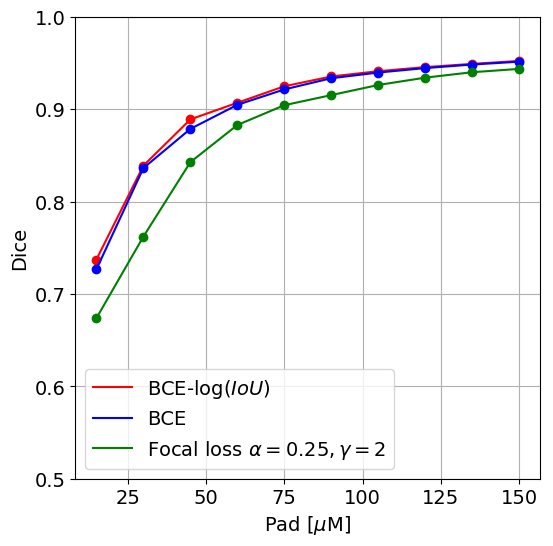 1.0
0.9
0.8
0.7
0.6
0.5
Dice
BCE-log(IoU)
BCE
Focal loss α = 0.25, γ = 2
25 50 75 100 125 150
Pad [μM]